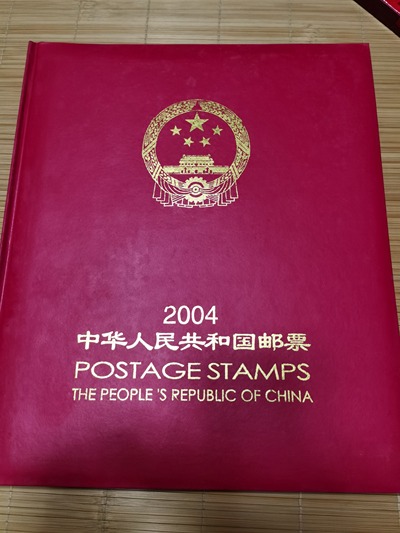 2004
中华人民共和国邮票
POSTAGE STAMPS
THE PEOPLE'S REPUBLIC OF CHINA